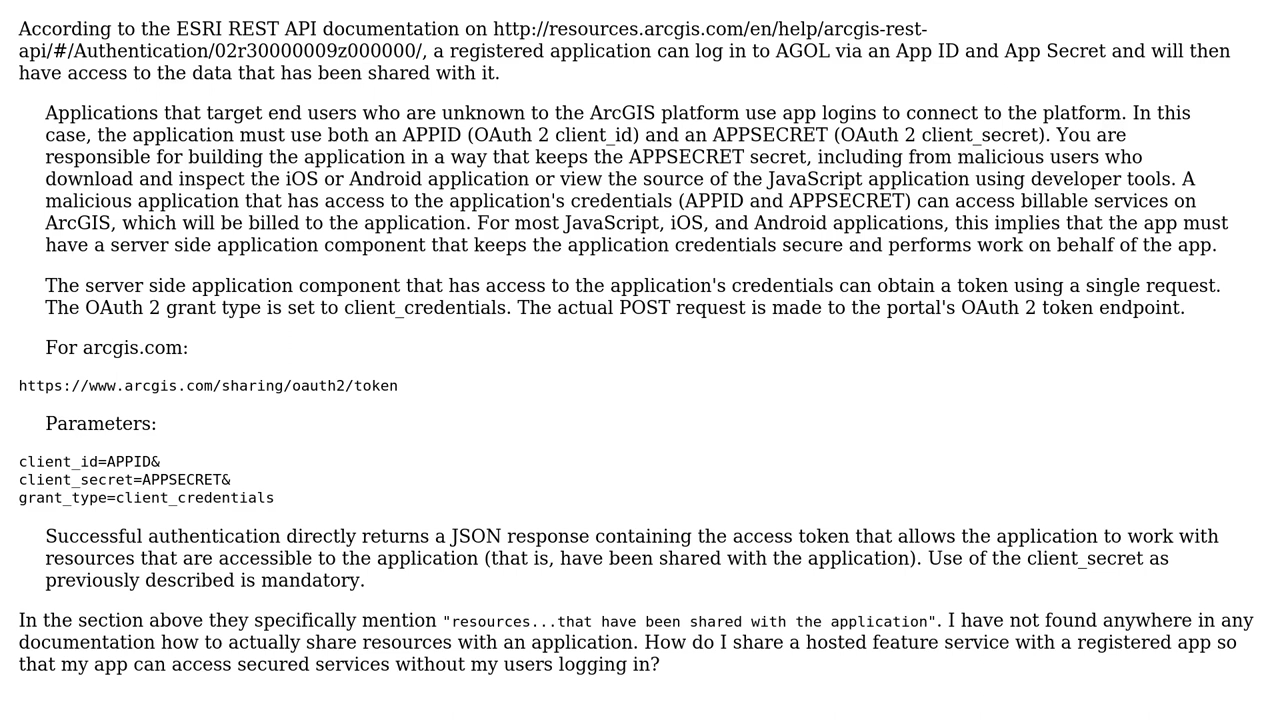 According to the ESRI REST API documentation on http://resources.arcgis.com/en/help/arcgis-rest-
api/#/Authentication/02r30000009z000000/, a registered application can log in to AGOL via an App ID and App Secret and will then
have access to the data that has been shared with it.
Applications that target end users who are unknown to the ArcGIS platform use app logins to connect to the platform. In this
case, the application must use both an APPID (OAuth 2 client_id) and an APPSECRET (OAuth 2 client_secret). You are
responsible for building the application in a way that keeps the APPSECRET secret, including from malicious users who
download and inspect the iOS or Android application or view the source of the JavaScript application using developer tools. A
malicious application that has access to the application's credentials (APPID and APPSECRET) can access billable services on
ArcGIS, which will be billed to the application. For most JavaScript, iOS, and Android applications, this implies that the app must
have a server side application component that keeps the application credentials secure and performs work on behalf of the app.
The server side application component that has access to the application's credentials can obtain a token using a single request.
The OAuth 2 grant type is set to client_credentials. The actual POST request is made to the portal's OAuth 2 token endpoint.
For arcgis.com:
https://www.arcgis.com/sharing/oauth2/token
Parameters:
client_id=APPID&
client_secret=APPSECRET&
grant_type=client_credentials
Successful authentication directly returns a JSON response containing the access token that allows the application to work with
resources that are accessible to the application (that is, have been shared with the application). Use of the client_secret as
previously described is mandatory.
In the section above they specifically mention "resources...that have been shared with the application". I have not found anywhere in any
documentation how to actually share resources with an application. How do I share a hosted feature service with a registered app so
that my app can access secured services without my users logging in?